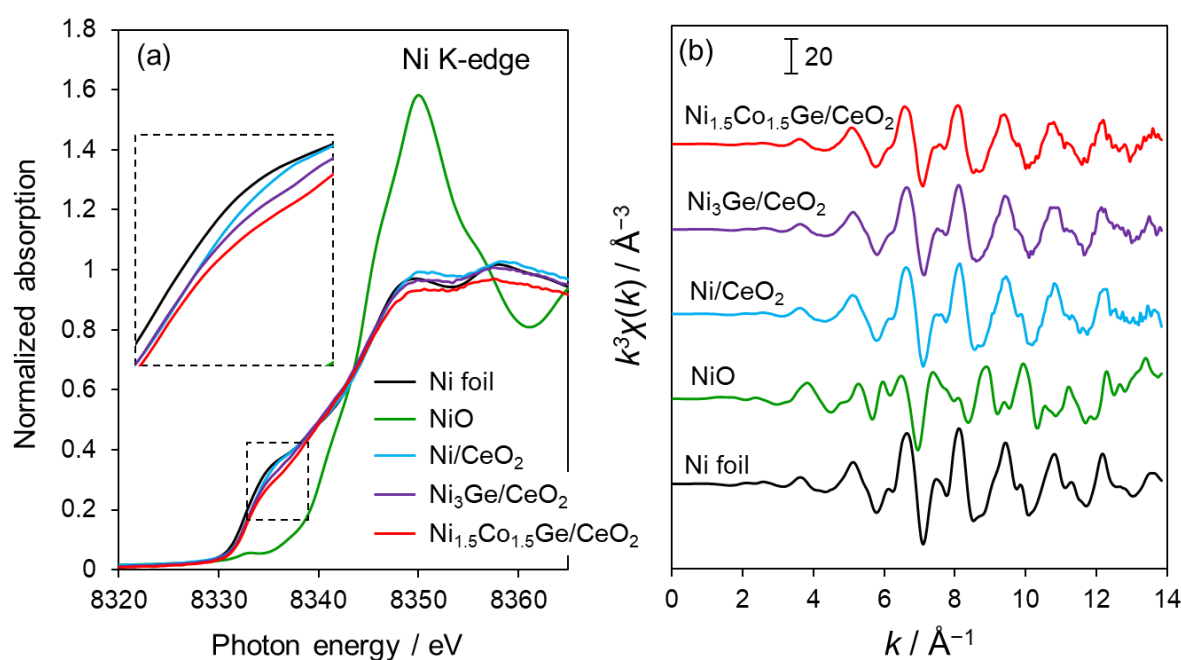 (a)
Ni K-edge
Normalized absorption
1.8
1.6
1.4
1.2
1
0.8
0.6
0.4
0.2
0
8320 8330 8340 8350 8360
Photon energy / eV
Ni foil
NiO
Ni/CeO₂
Ni₃Ge/CeO₂
Ni₁.₅Co₁.₅Ge/CeO₂
(b)
20
k³χ(k) / Å⁻³
Ni₁.₅Co₁.₅Ge/CeO₂
Ni₃Ge/CeO₂
Ni/CeO₂
NiO
Ni foil
0 2 4 6 8 10 12 14
k / Å⁻¹